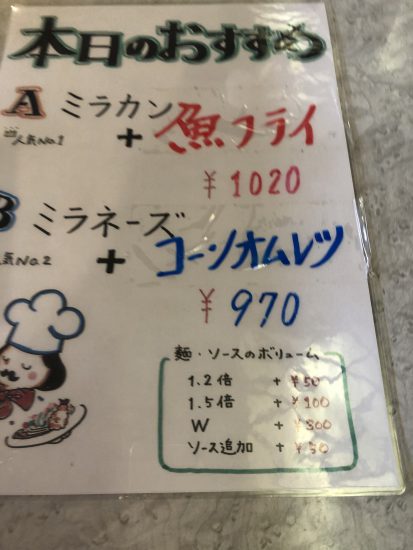 本日のおすすめ
A ミラカン
人気No.1
+ 魚フライ
¥1020
B ミラネーズ
気No2
+ コーンオムレツ
¥970
麺・ソースのボリューム
1.2倍 + ¥50
1.5倍 + ¥100
W + ¥300
ソース追加 + ¥50